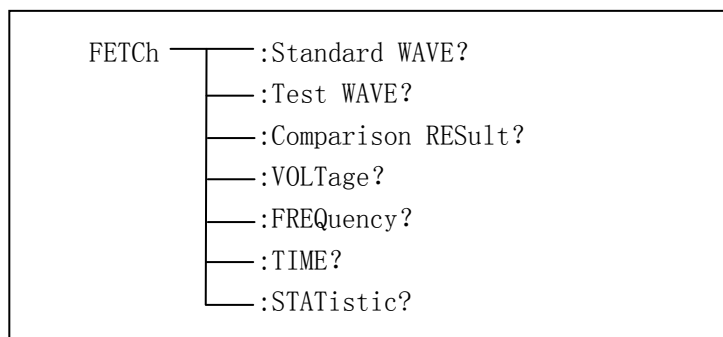 FETCh :Standard WAVE?
:Test WAVE?
:Comparison RESult?
:VOLTage?
:FREQuency?
:TIME?
:STATistic?